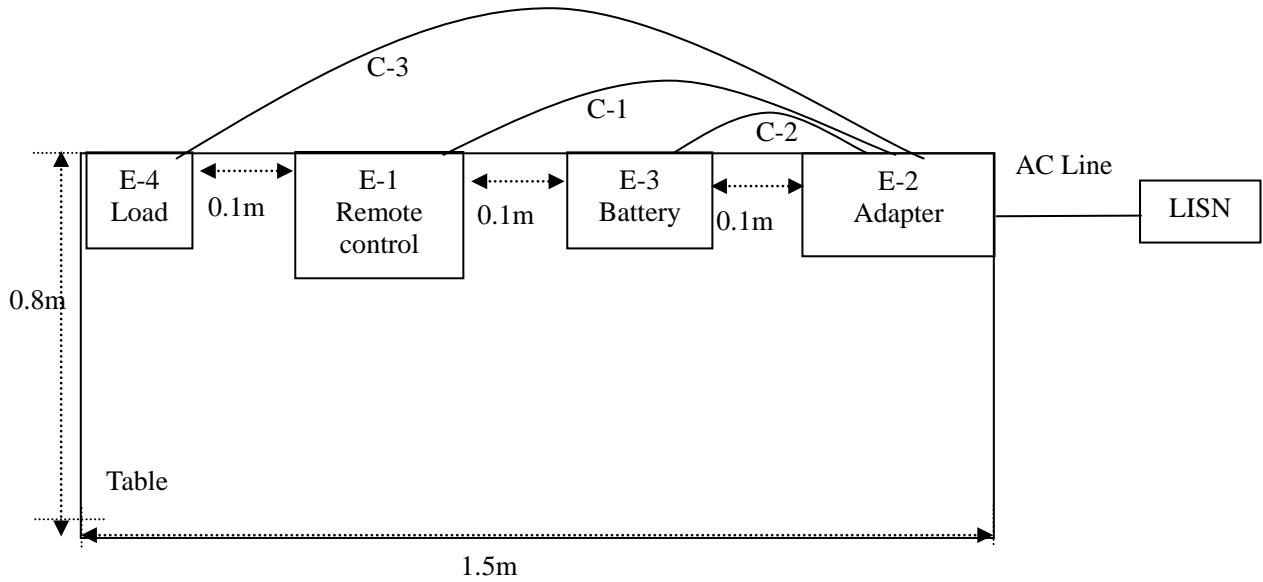 C-3
C-1
C-2
E-4
Load
0.1m
E-1
Remote
control
0.1m
E-3
Battery
0.1m
E-2
Adapter
AC Line
LISN
0.8m
Table
1.5m